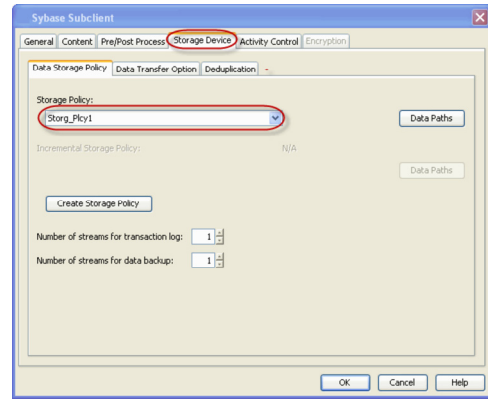 Sybase Subclient
General Content Pre/Post Process Storage Device Activity Control Encryption
Data Storage Policy Data Transfer Option Deduplication -
Storage Policy:
Storg_Plcy1 Data Paths
Incremental Storage Policy: N/A
Data Paths
Create Storage Policy
Number of streams for transaction log: 1
Number of streams for data backup: 1
OK Cancel Help